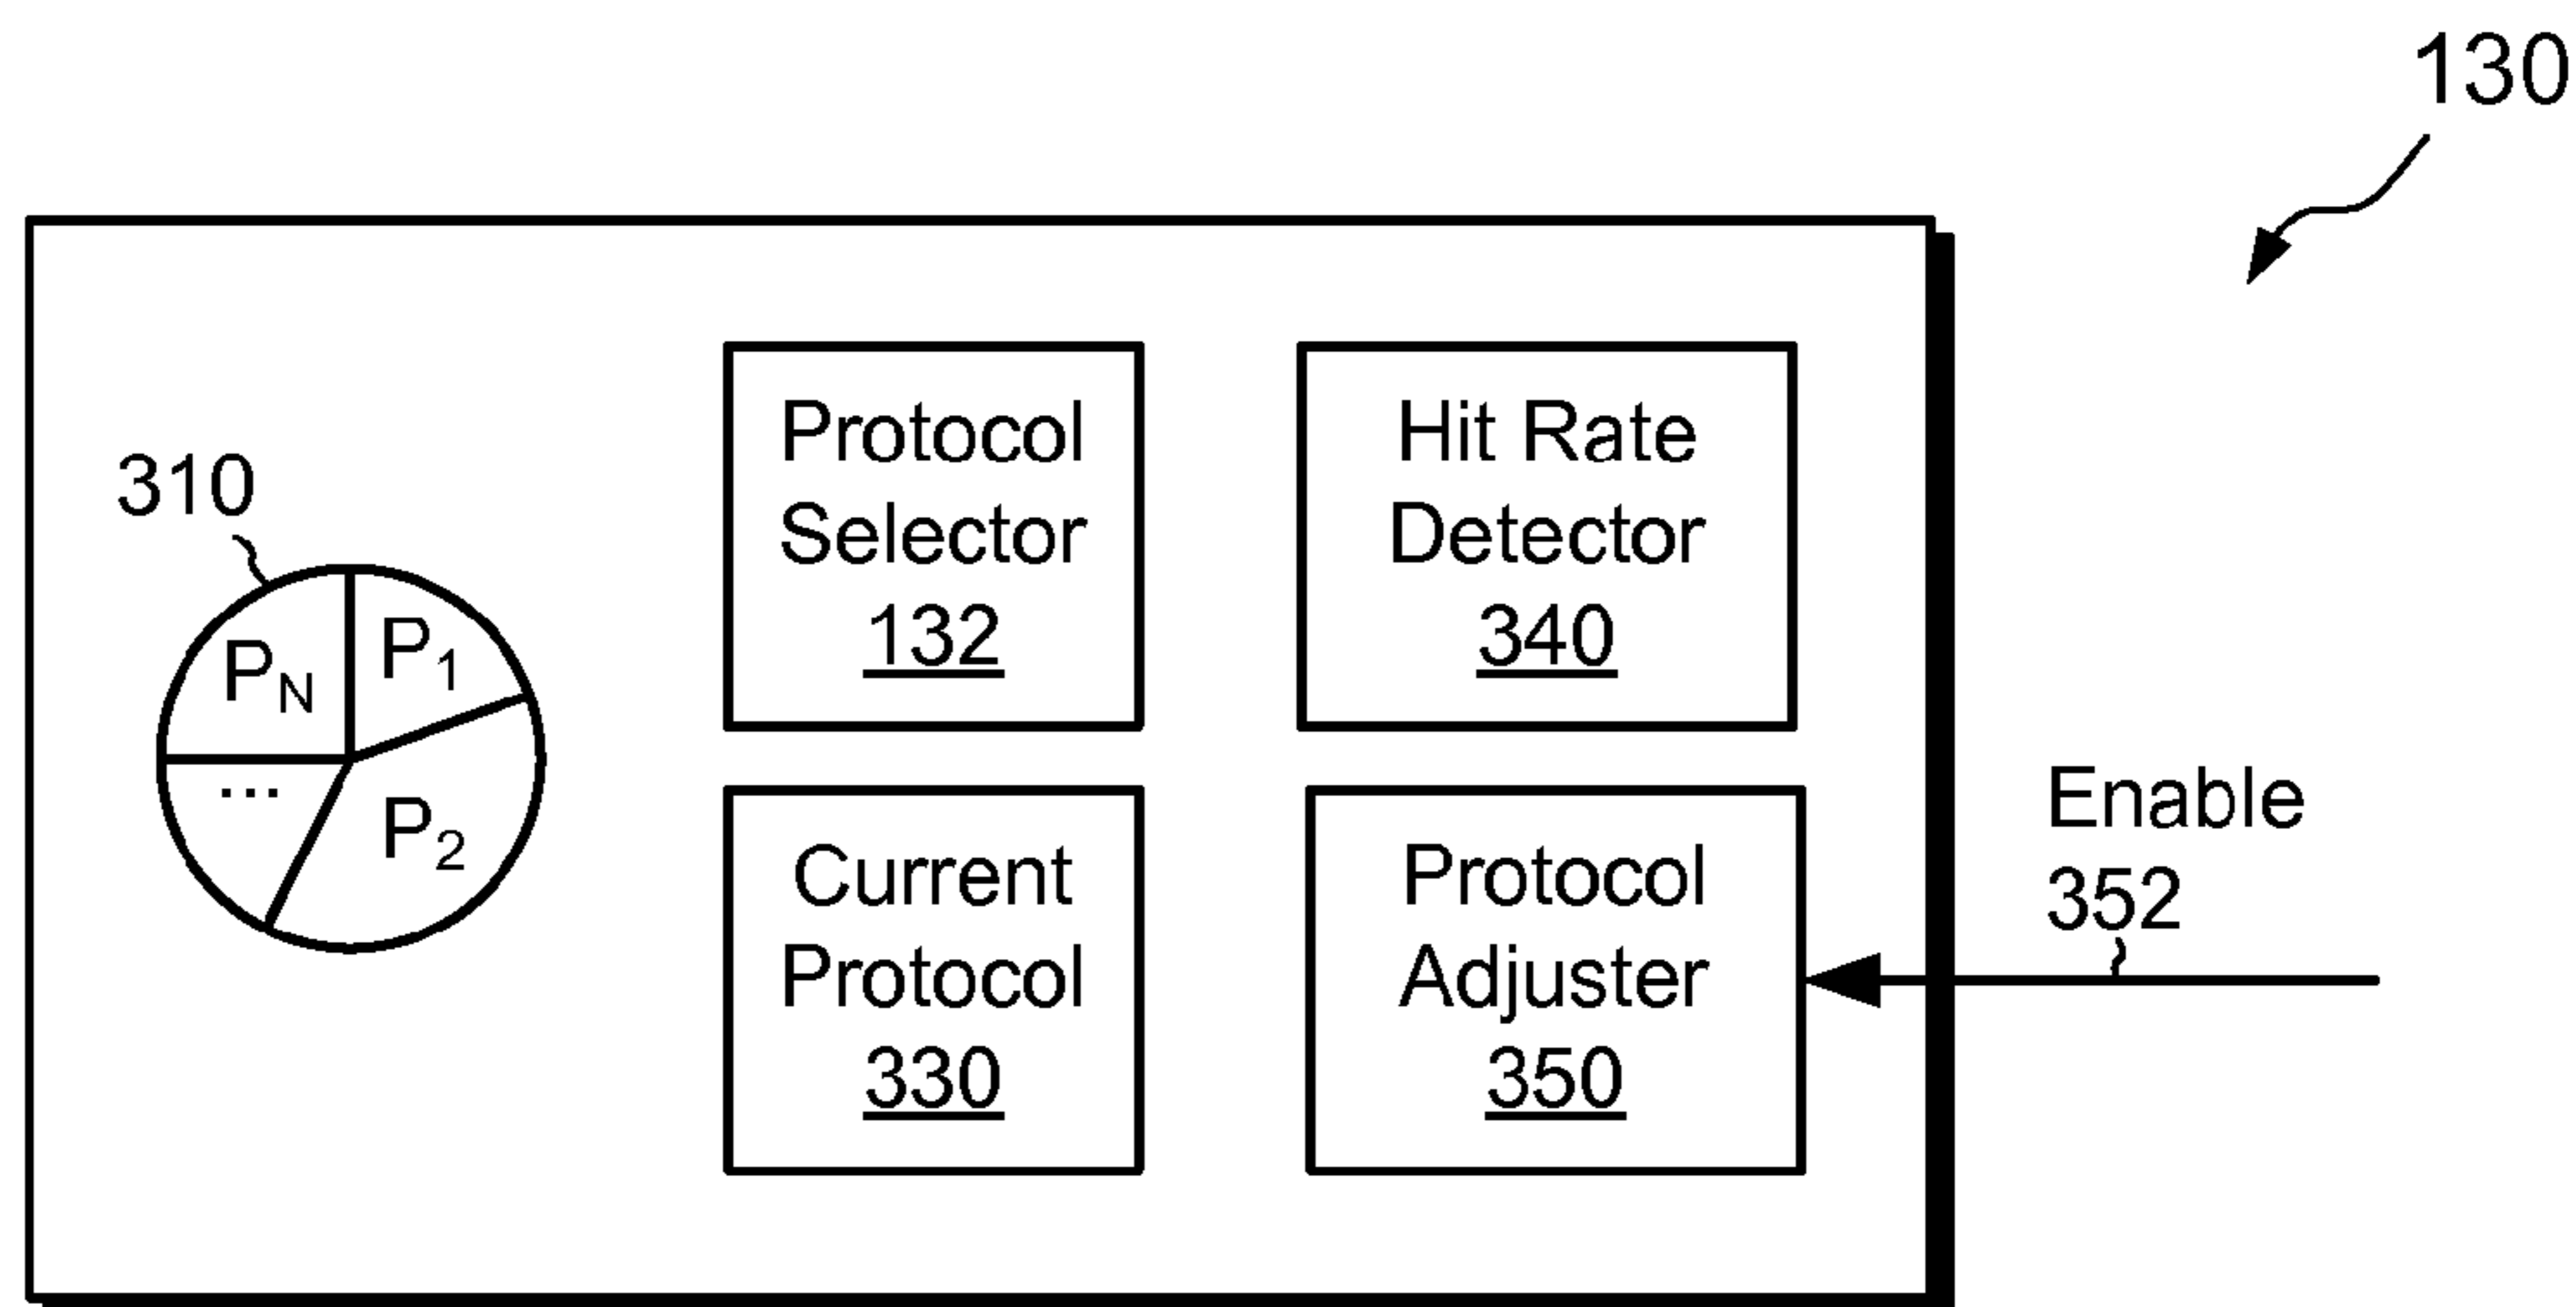 130
310
P1
PN
...
P2
Protocol
Selector
132
Hit Rate
Detector
340
Current
Protocol
330
Protocol
Adjuster
350
Enable
352